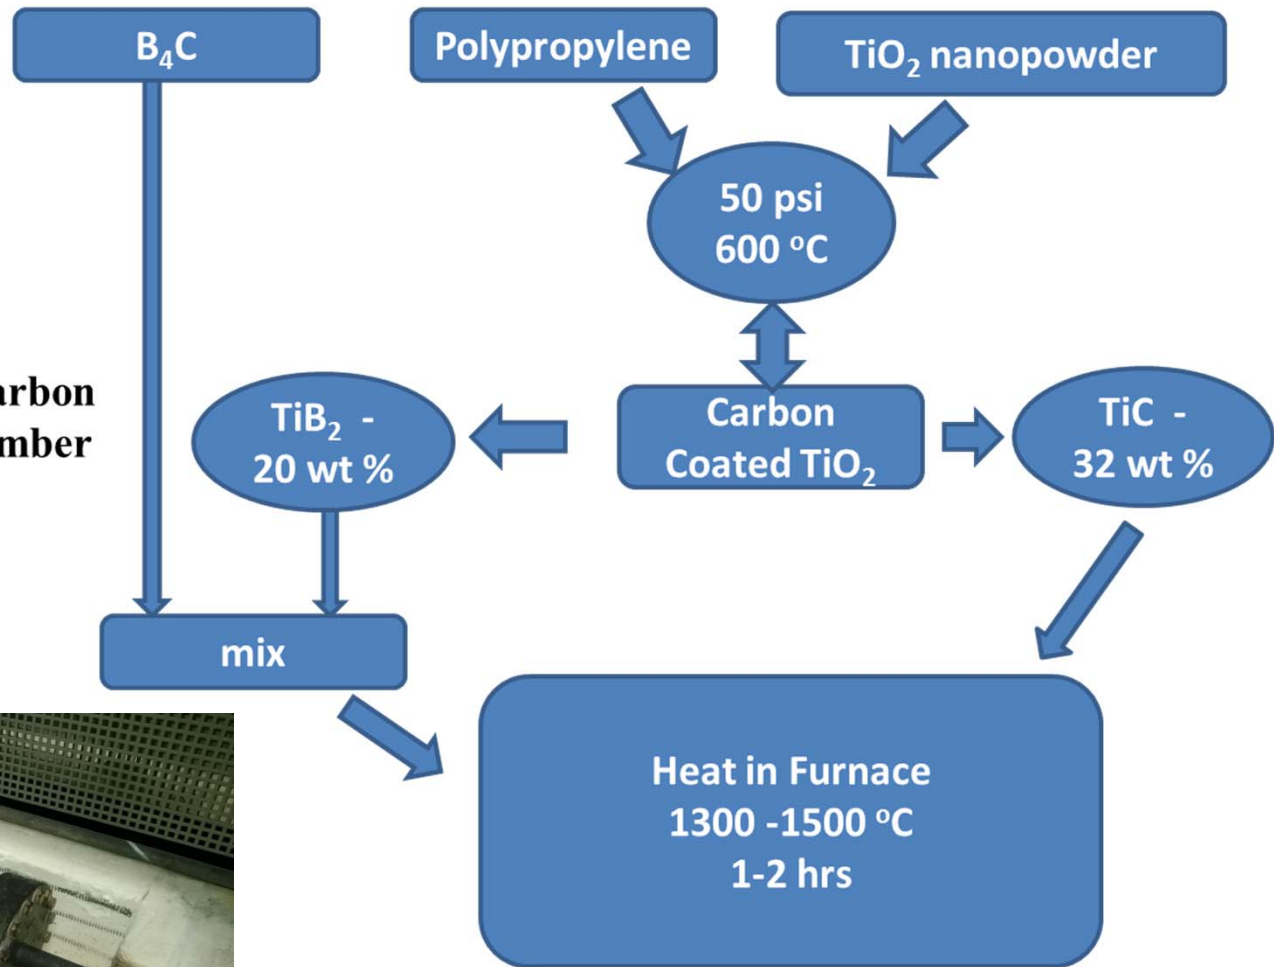 B₄C
Polypropylene
TiO₂ nanopowder
50 psi
600 °C
TiB₂ -
20 wt %
Carbon
Coated TiO₂
TiC -
32 wt %
mix
Heat in Furnace
1300 -1500 °C
1-2 hrs